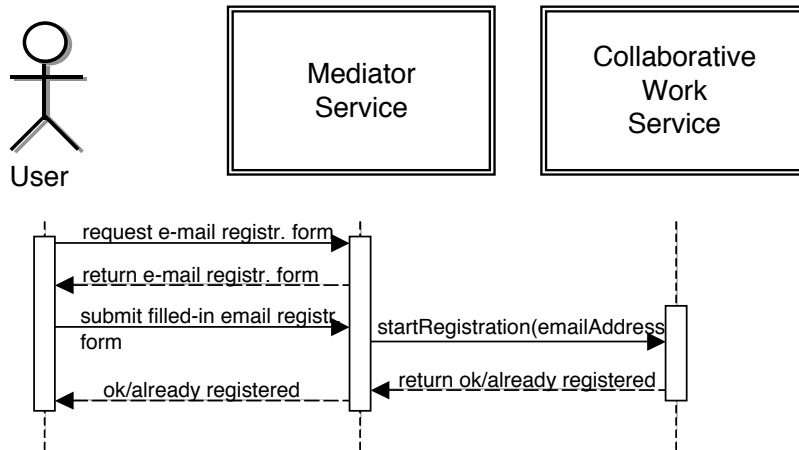 User
Mediator
Service
Collaborative
Work
Service
request e-mail registr. form
return e-mail registr. form
submit filled-in email registr.
form
startRegistration(emailAddress
return ok/already registered
ok/already registered